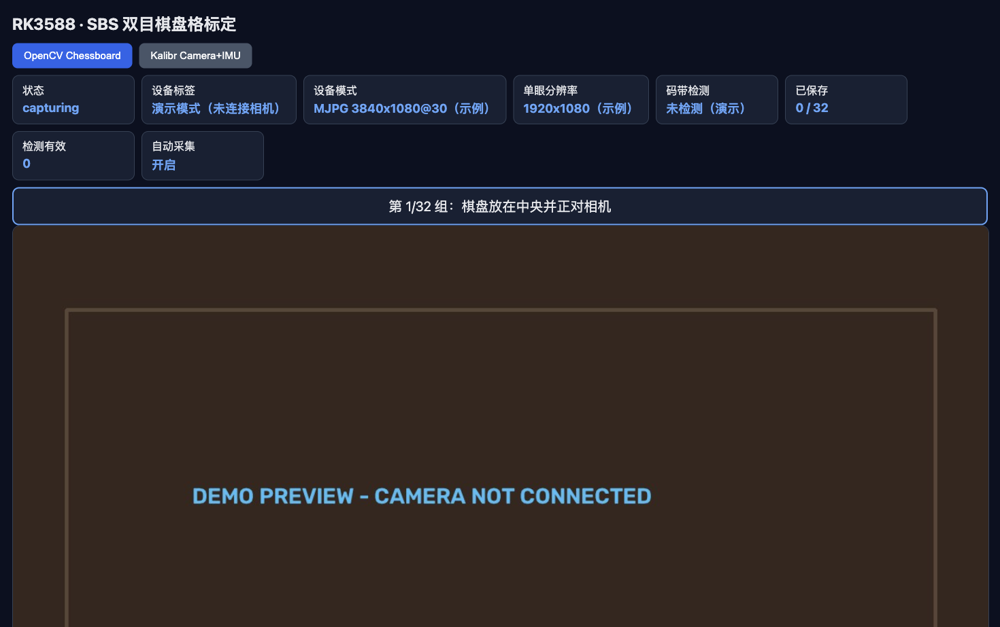 RK3588 · SBS 双目棋盘格标定
OpenCV Chessboard
Kalibr Camera+IMU
状态
capturing
设备标签
演示模式（未连接相机）
设备模式
MJPG 3840x1080@30（示例）
单眼分辨率
1920x1080（示例）
码带检测
未检测（演示）
已保存
0 / 32
检测有效
0
自动采集
开启
第 1/32 组：棋盘放在中央并正对相机
DEMO PREVIEW - CAMERA NOT CONNECTED